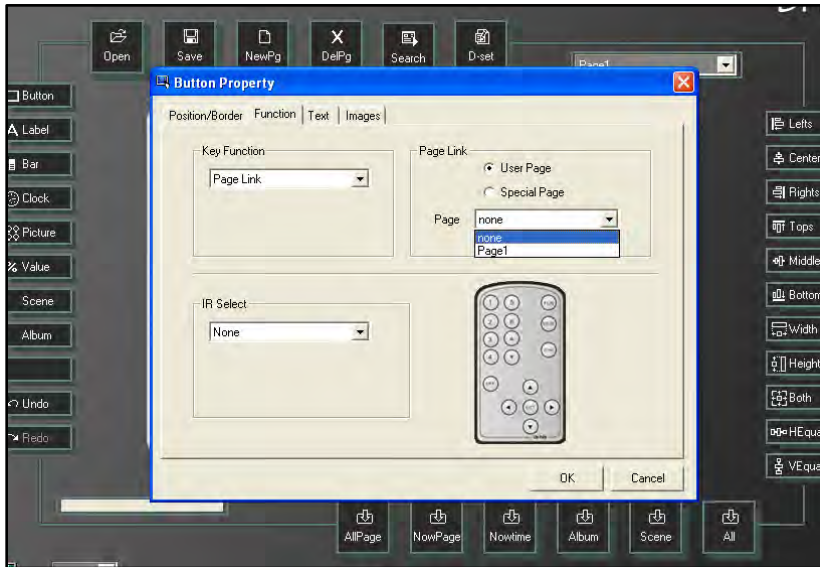 Open
Save
NewPg
DelPg
Search
D-set
Page1
Button Property
Position/Border Function Text Images
Key Function
Page Link
Page Link
User Page
Special Page
Page none
none
Page1
IR Select
None
OK Cancel
Button
Label
Bar
Clock
Picture
Value
Scene
Album
Undo
Redo
Lefts
Center
Rights
Tops
Middle
Bottom
Width
Height
Both
HEqua
VEqua
AllPage
NowPage
Nowtime
Album
Scene
All